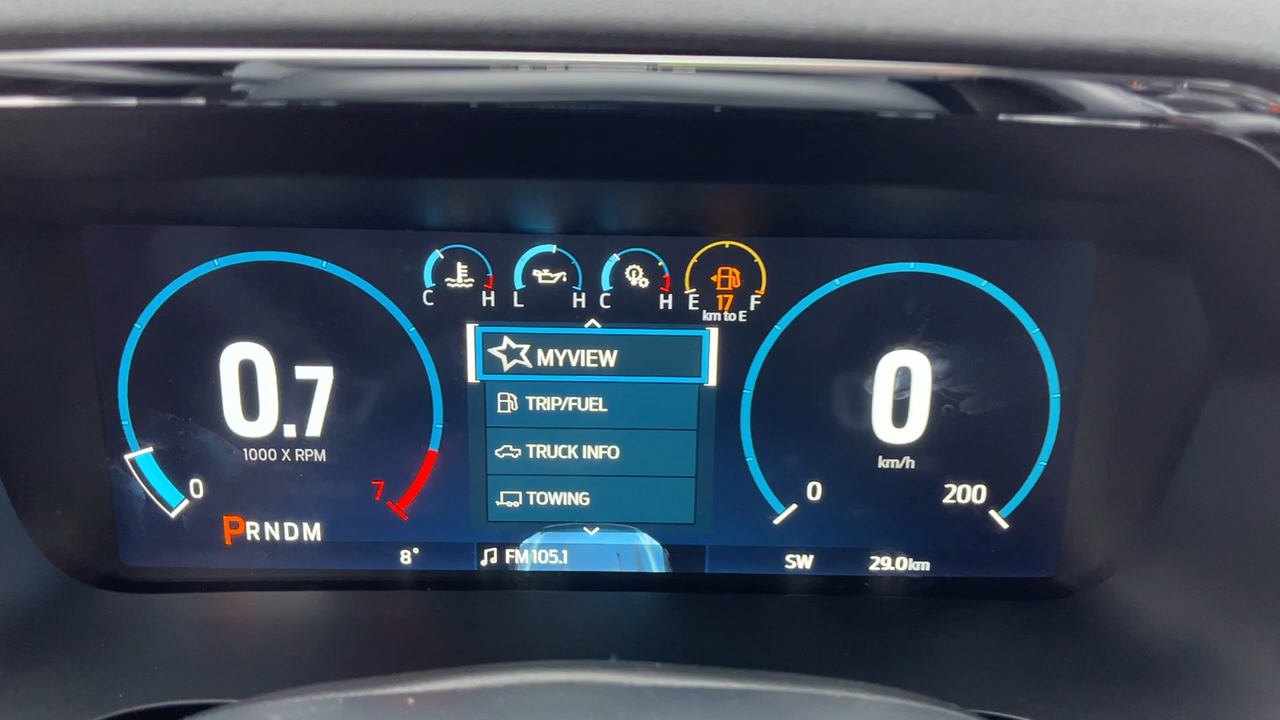 C H L H C H E 17 F
km to E
MYVIEW
0.7
1000 X RPM
0
7
PRNDM
TRIP/FUEL
TRUCK INFO
TOWING
0
km/h
0
200
8°
FM 105.1
SW
29.0km